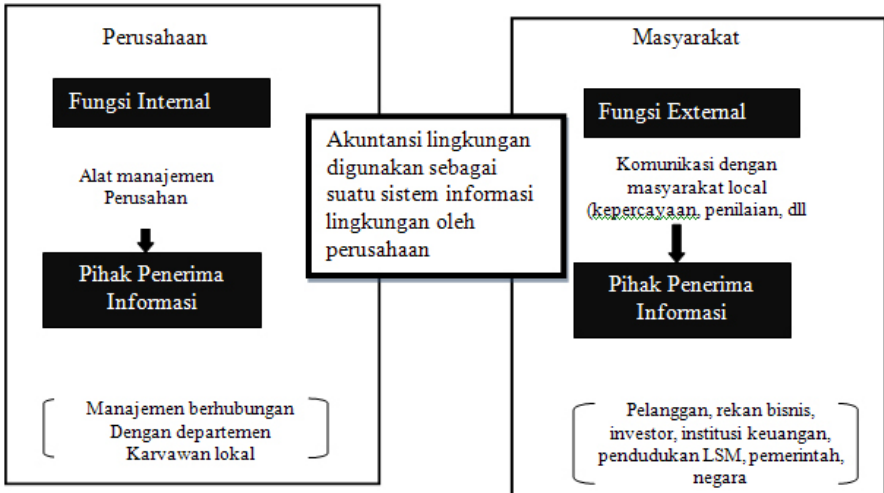 Perusahaan
Fungsi Internal
Alat manajemen
Perusahan
Pihak Penerima
Informasi
Manajemen berhubungan
Dengan departemen
Karvawan lokal
Akuntansi lingkungan
digunakan sebagai
suatu sistem informasi
lingkungan oleh
perusahaan
Masyarakat
Fungsi External
Komunikasi dengan
masyarakat local
(kepercayaan, penilaian, dll
Pihak Penerima
Informasi
Pelanggan, rekan bisnis,
investor, institusi keuangan,
pendudukan LSM, pemerintah,
negara